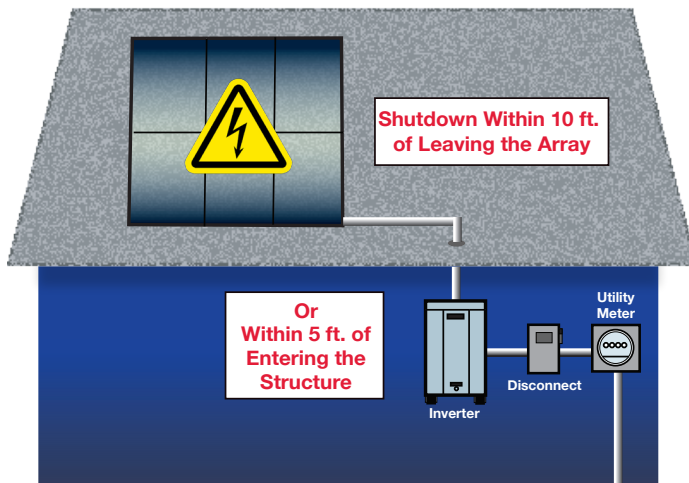 Shutdown Within 10 ft.
of Leaving the Array
Or
Within 5 ft. of
Entering the
Structure
Utility
Meter
Disconnect
Inverter